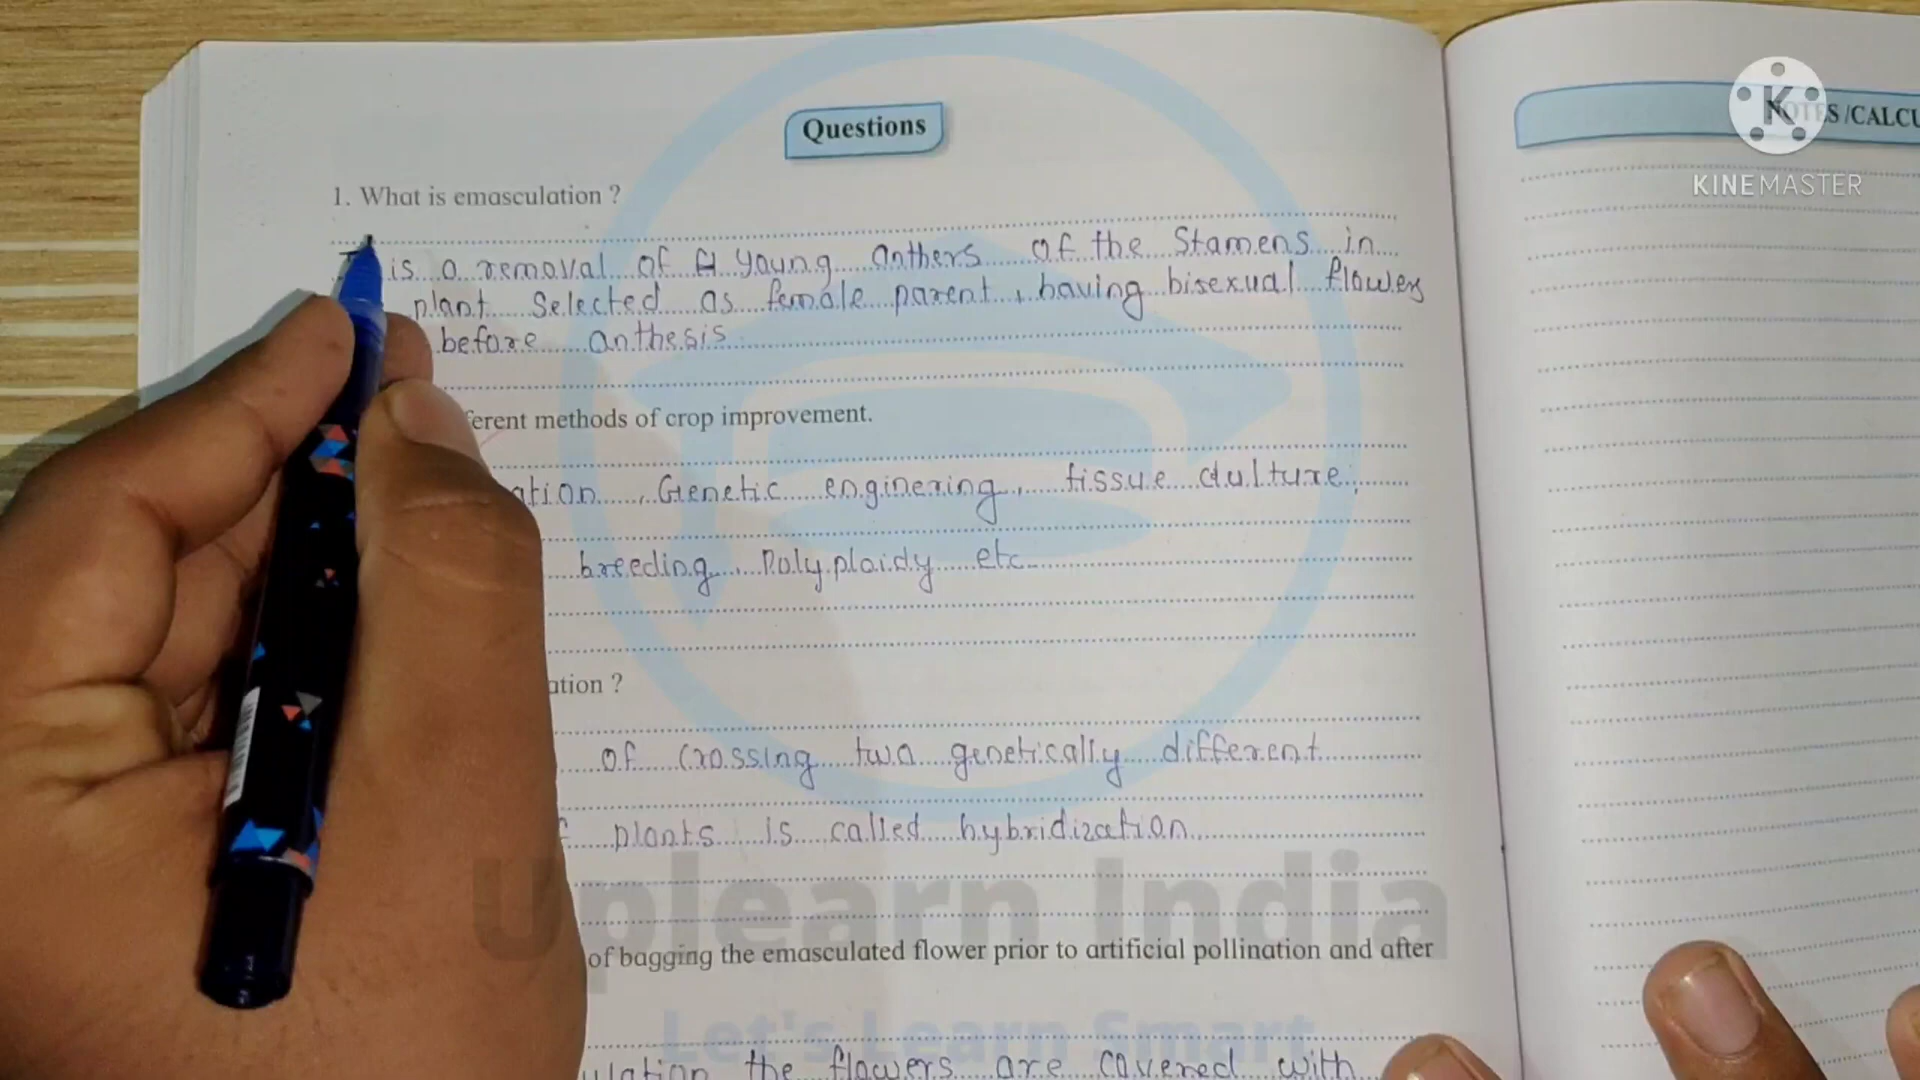 Questions
NOTES/CALCU
K
KINEMASTER
1. What is emasculation ?
is a removal of A young anthers of the Stamens in
plant Selected as female parent, having bisexual flowers
before anthesis
erent methods of crop improvement.
ation, Genetic enginering, tissue culture,
breeding, Polyploidy etc
ation ?
of crossing two genetically different
plants is called hybridization
Uplearn India
of bagging the emasculated flower prior to artificial pollination and after
Let's Learn Smart
ulation the flowers are covered with